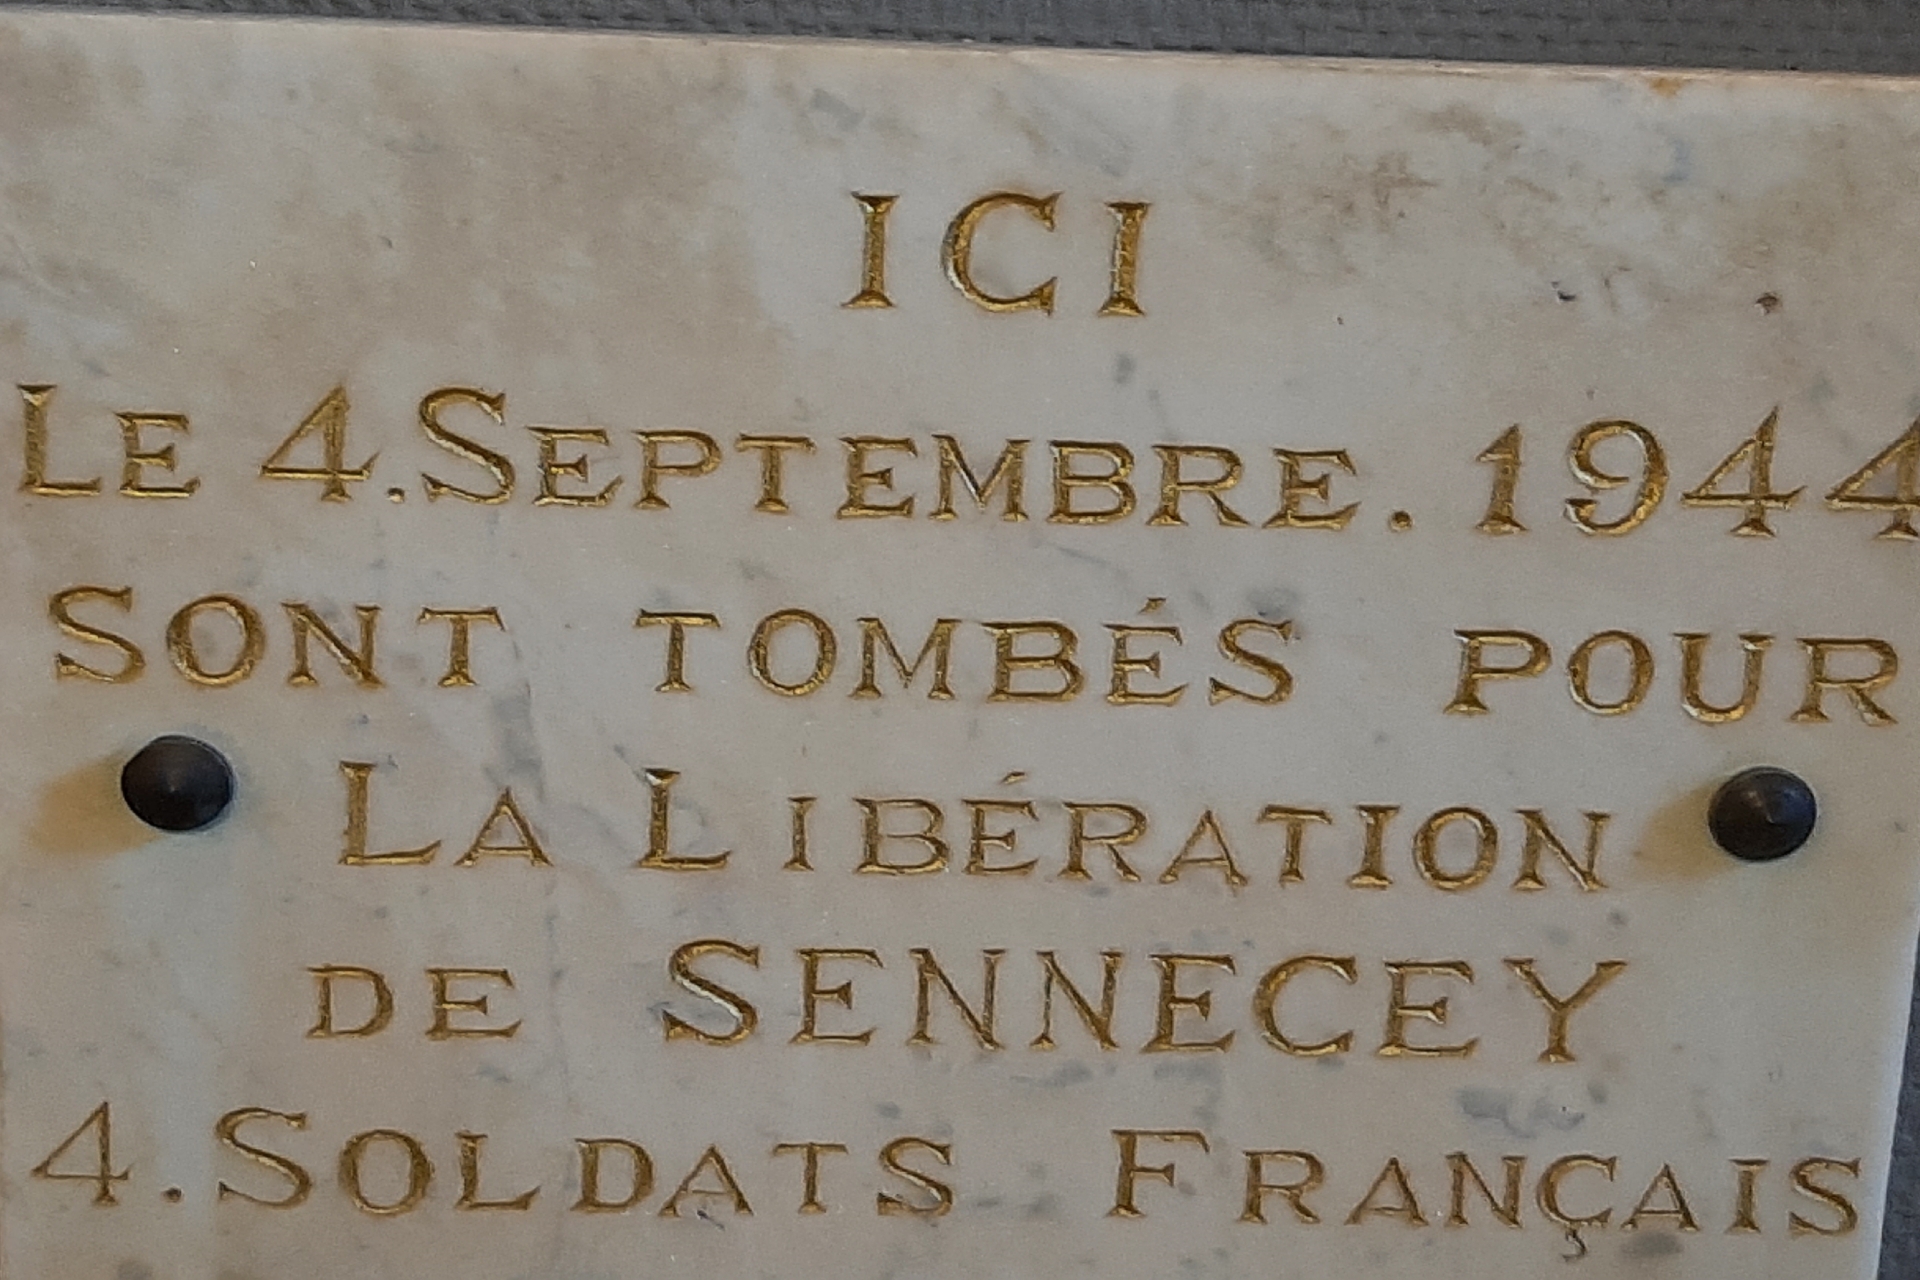 ICI
LE 4. SEPTEMBRE. 1944
SONT TOMBÉS POUR
LA LIBÉRATION
DE SENNECEY
4. SOLDATS FRANÇAIS